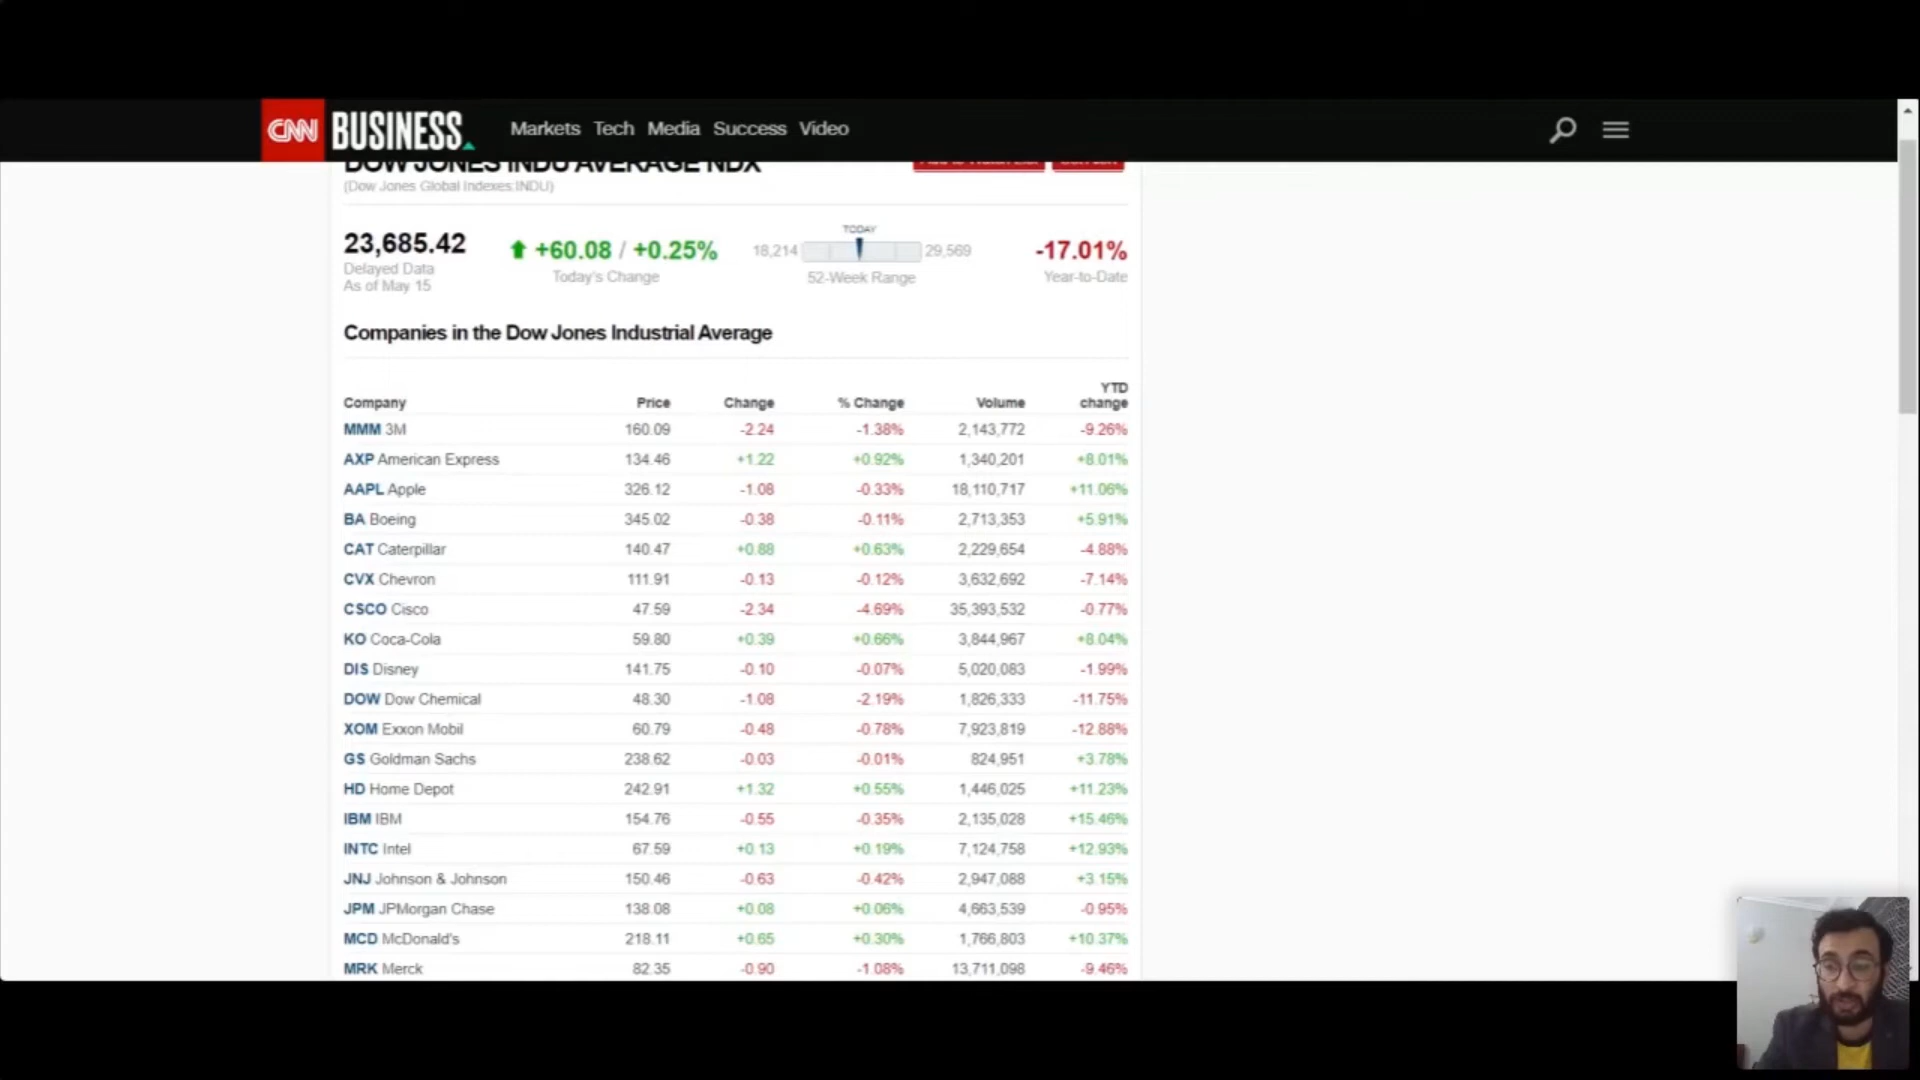 CNN BUSINESS Markets Tech Media Success Video
DOW JONES INDU AVERAGE NDX
(Dow Jones Global Indexes:INDU)
23,685.42
Delayed Data
As of May 15
+60.08 / +0.25%
Today's Change
TODAY
18,214 29,569
52-Week Range
-17.01%
Year-to-Date
Companies in the Dow Jones Industrial Average
Company Price Change % Change Volume YTD change
MMM 3M 160.09 -2.24 -1.38% 2,143,772 -9.26%
AXP American Express 134.46 +1.22 +0.92% 1,340,201 +8.01%
AAPL Apple 326.12 -1.08 -0.33% 18,110,717 +11.06%
BA Boeing 345.02 -0.38 -0.11% 2,713,353 +5.91%
CAT Caterpillar 140.47 +0.88 +0.63% 2,229,654 -4.88%
CVX Chevron 111.91 -0.13 -0.12% 3,632,692 -7.14%
CSCO Cisco 47.59 -2.34 -4.69% 35,393,532 -0.77%
KO Coca-Cola 59.80 +0.39 +0.66% 3,844,967 +8.04%
DIS Disney 141.75 -0.10 -0.07% 5,020,083 -1.99%
DOW Dow Chemical 48.30 -1.08 -2.19% 1,826,333 -11.75%
XOM Exxon Mobil 60.79 -0.48 -0.78% 7,923,819 -12.88%
GS Goldman Sachs 238.62 -0.03 -0.01% 824,951 +3.78%
HD Home Depot 242.91 +1.32 +0.55% 1,446,025 +11.23%
IBM IBM 154.76 -0.55 -0.35% 2,135,028 +15.46%
INTC Intel 67.59 +0.13 +0.19% 7,124,758 +12.93%
JNJ Johnson & Johnson 150.46 -0.63 -0.42% 2,947,088 +3.15%
JPM JPMorgan Chase 138.08 +0.08 +0.06% 4,663,539 -0.95%
MCD McDonald's 218.11 +0.65 +0.30% 1,766,803 +10.37%
MRK Merck 82.35 -0.90 -1.08% 13,711,098 -9.46%